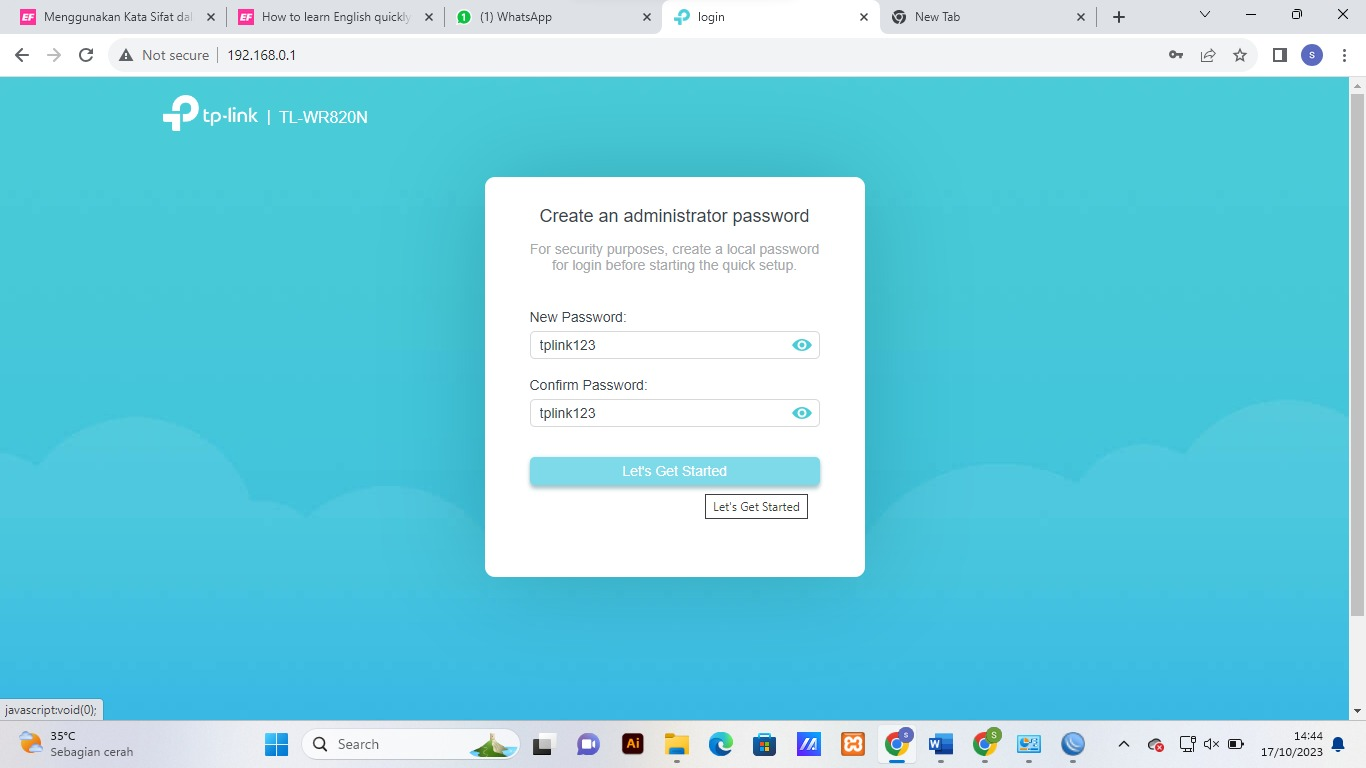 Menggunakan Kata Sifat dal
How to learn English quickly
(1) WhatsApp
login
New Tab
Not secure
192.168.0.1
S
tp-link | TL-WR820N
Create an administrator password
For security purposes, create a local password
for login before starting the quick setup.
New Password:
tplink123
Confirm Password:
tplink123
Let's Get Started
Let's Get Started
javascript:void(0);
35°C
Sebagian cerah
Search
14:44
17/10/2023